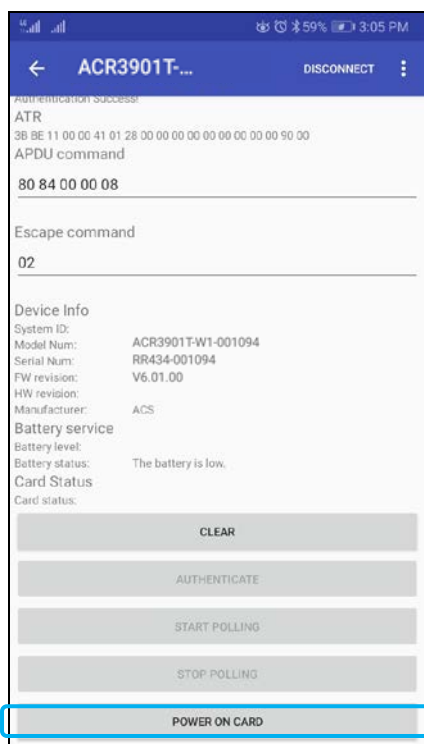 59% 3:05 PM
ACR3901T-... DISCONNECT
Authentication Success!
ATR
3B BE 11 00 00 41 01 28 00 00 00 00 00 00 00 00 00 00 90 00
APDU command
80 84 00 00 08
Escape command
02
Device Info
System ID:
Model Num: ACR3901T-W1-001094
Serial Num: RR434-001094
FW revision: V6.01.00
HW revision:
Manufacturer: ACS
Battery service
Battery level:
Battery status: The battery is low.
Card Status
Card status:
CLEAR
AUTHENTICATE
START POLLING
STOP POLLING
POWER ON CARD